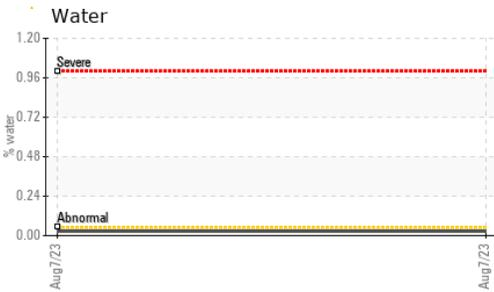 Water
1.20
Severe
0.96
0.72
% water
0.48
0.24
Abnormal
0.00
Aug7/23
Aug7/23